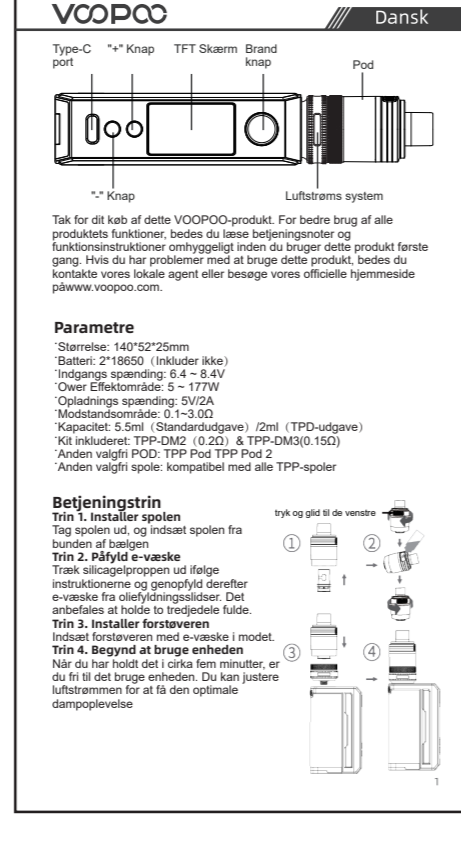 VOOPOO
Dansk
Type-C port
"+" Knap
TFT Skærm
Brand knap
Pod
"-" Knap
Luftstrøms system
Tak for dit køb af dette VOOPOO-produkt. For bedre brug af alle
produktets funktioner, bedes du læse betjeningsnoter og
funktionsinstruktioner omhyggeligt inden du bruger dette produkt første
gang. Hvis du har problemer med at bruge dette produkt, bedes du
kontakte vores lokale agent eller besøge vores officielle hjemmeside
påwww.voopoo.com.
Parametre
·Størrelse: 140*52*25mm
·Batteri: 2*18650（Inkluder ikke）
·Indgangs spænding: 6.4 ~ 8.4V
·Ower Effektområde: 5 ~ 177W
·Opladnings spænding: 5V/2A
·Modstandsområde: 0.1~3.0Ω
·Kapacitet: 5.5ml（Standardudgave）/2ml（TPD-udgave）
·Kit inkluderet: TPP-DM2（0.2Ω）& TPP-DM3(0.15Ω)
·Anden valgfri POD: TPP Pod TPP Pod 2
·Anden valgfri spole: kompatibel med alle TPP-spoler
Betjeningstrin
Trin 1. Installer spolen
Tag spolen ud, og indsæt spolen fra
bunden af bælgen
Trin 2. Påfyld e-væske
Træk silicagelproppen ud ifølge
instruktionerne og genopfyld derefter
e-væske fra oliefyldningsslidser. Det
anbefales at holde to tredjedele fulde.
Trin 3. Installer forstøveren
Indsæt forstøveren med e-væske i modet.
Trin 4. Begynd at bruge enheden
Når du har holdt det i cirka fem minutter, er
du fri til det bruge enheden. Du kan justere
luftstrømmen for at få den optimale
dampoplevelse
tryk og glid til de venstre
①
②
③
④
1